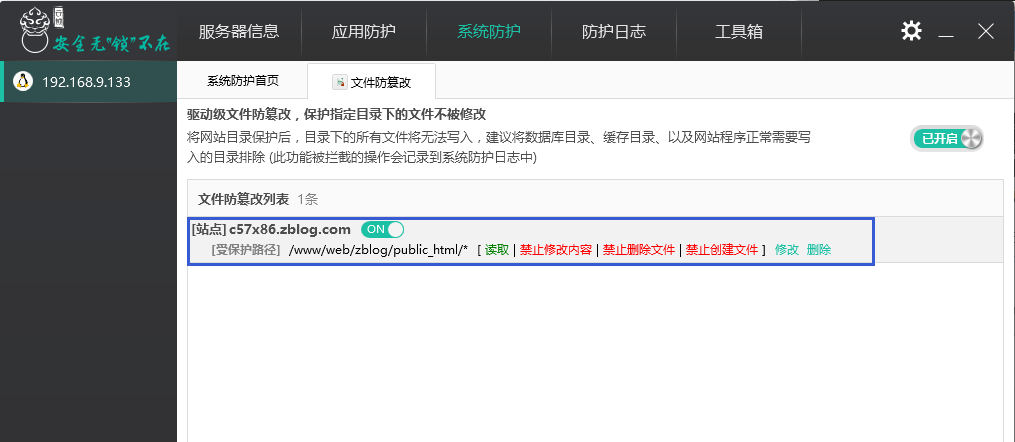 安全无"锁"不在
服务器信息 应用防护 系统防护 防护日志 工具箱
192.168.9.133
系统防护首页 文件防篡改
驱动级文件防篡改，保护指定目录下的文件不被修改
将网站目录保护后，目录下的所有文件将无法写入，建议将数据库目录、缓存目录、以及网站程序正常需要写
入的目录排除 (此功能被拦截的操作会记录到系统防护日志中)
已开启
文件防篡改列表 1条
[站点] c57x86.zblog.com ON
[受保护路径] /www/web/zblog/public_html/* [ 读取 | 禁止修改内容 | 禁止删除文件 | 禁止创建文件 ] 修改 删除